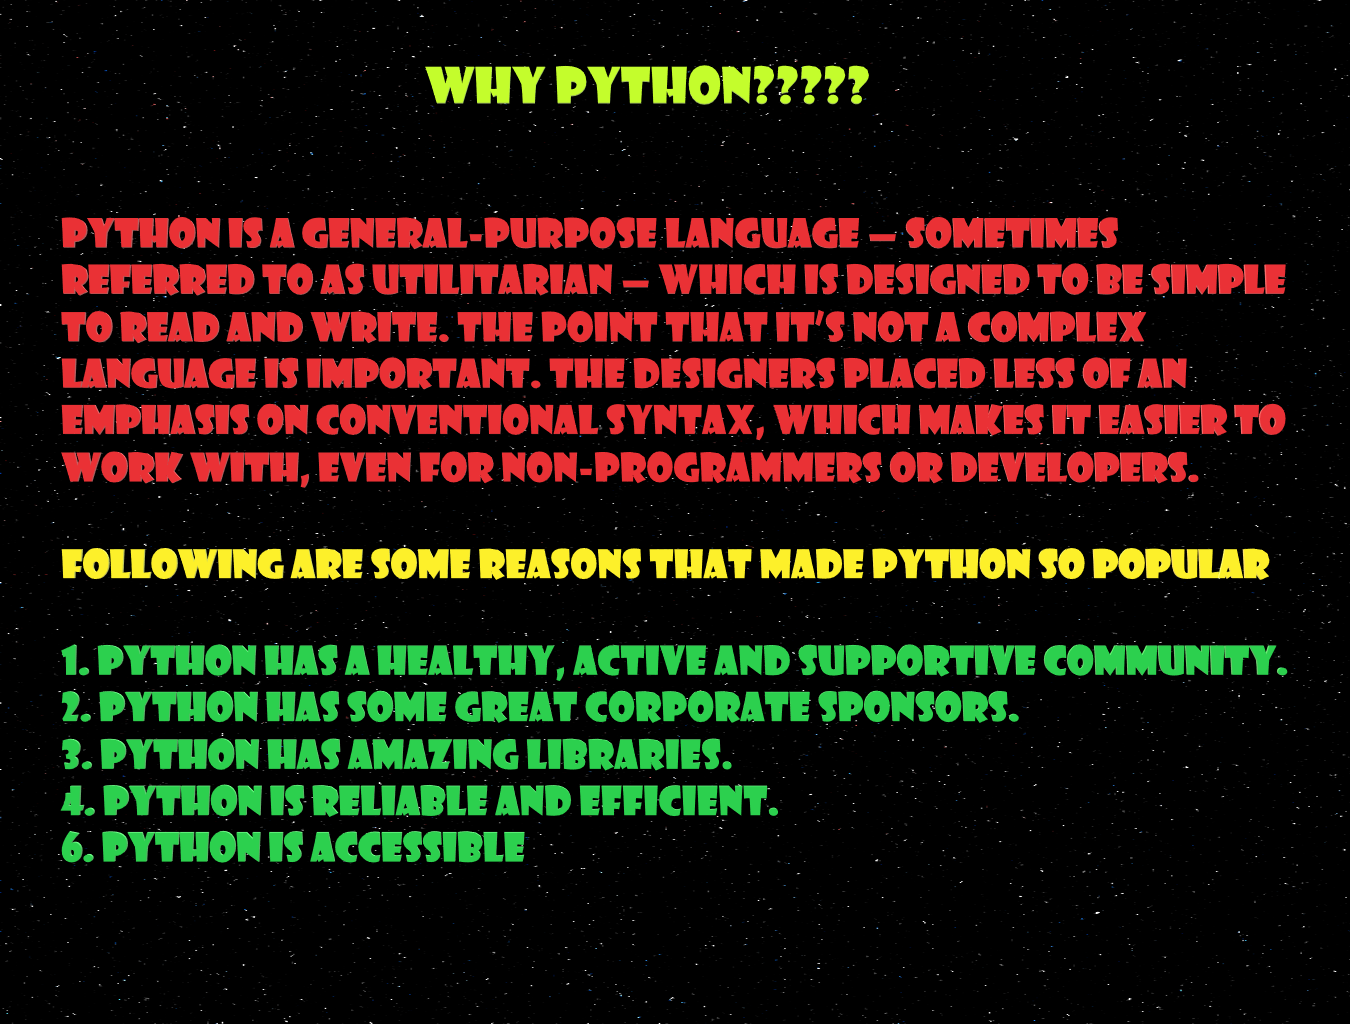 WHY PYTHON?????
PYTHON IS A GENERAL-PURPOSE LANGUAGE – SOMETIMES
REFERRED TO AS UTILITARIAN – WHICH IS DESIGNED TO BE SIMPLE
TO READ AND WRITE. THE POINT THAT IT'S NOT A COMPLEX
LANGUAGE IS IMPORTANT. THE DESIGNERS PLACED LESS OF AN
EMPHASIS ON CONVENTIONAL SYNTAX, WHICH MAKES IT EASIER TO
WORK WITH, EVEN FOR NON-PROGRAMMERS OR DEVELOPERS.
FOLLOWING ARE SOME REASONS THAT MADE PYTHON SO POPULAR
1. PYTHON HAS A HEALTHY, ACTIVE AND SUPPORTIVE COMMUNITY.
2. PYTHON HAS SOME GREAT CORPORATE SPONSORS.
3. PYTHON HAS AMAZING LIBRARIES.
4. PYTHON IS RELIABLE AND EFFICIENT.
6. PYTHON IS ACCESSIBLE